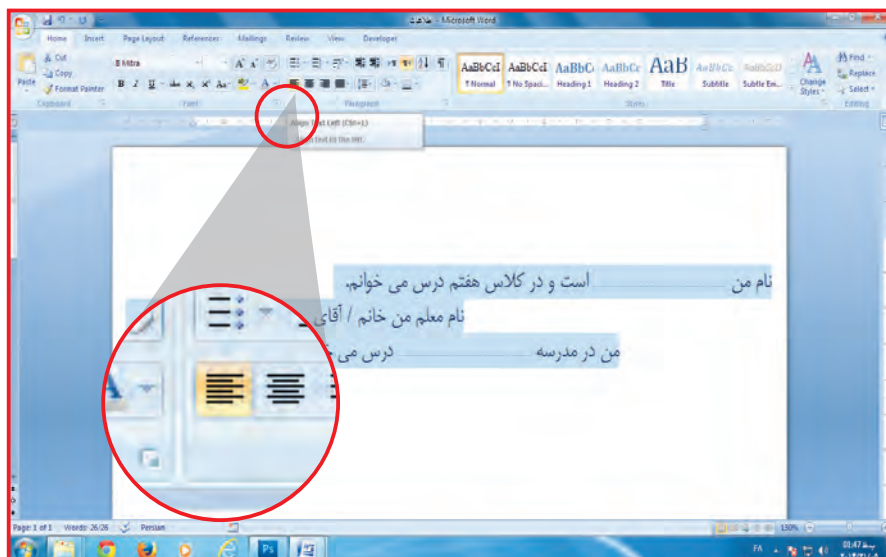 Microsoft Word
Home Insert Page Layout References Mailings Review View Developer
Cut
Copy
Format Painter
Paste
Clipboard
B Mitra
Font
Paragraph
AaBbCcI AaBbCcI AaBbC AaBbCc AaB
¶ Normal ¶ No Spaci... Heading 1 Heading 2 Title Subtitle Subtle Em...
Change Styles
Find
Replace
Select
Editing
Align Text Left (Ctrl+L)
نام من است و در کلاس هفتم درس می خوانم.
نام معلم من خانم / آقای
من در مدرسه درس می
Page: 1 of 1 Words: 26/26 Persian
130%
FA
01:47